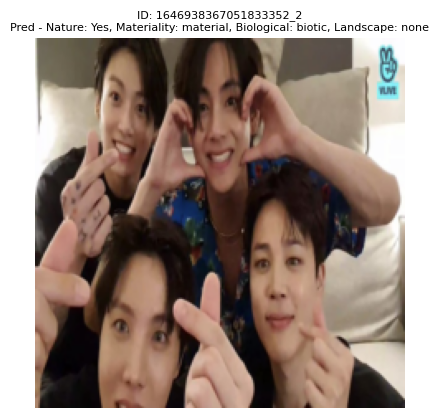 ID: 1646938367051833352_2
Pred - Nature: Yes, Materiality: material, Biological: biotic, Landscape: none
VLIVE